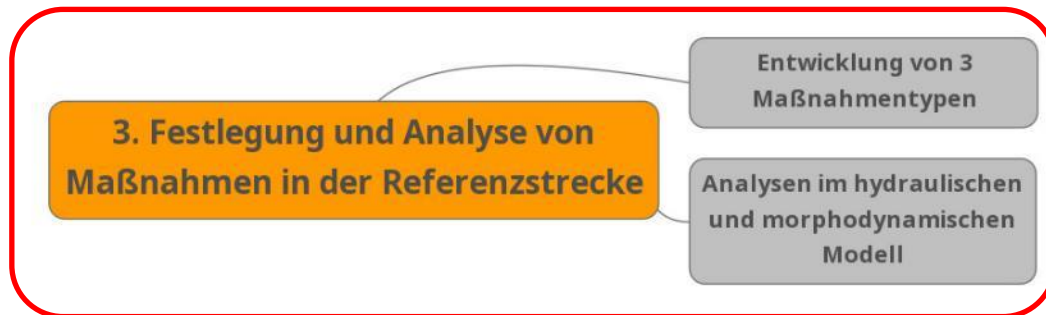 3. Festlegung und Analyse von
Maßnahmen in der Referenzstrecke
Entwicklung von 3
Maßnahmentypen
Analysen im hydraulischen
und morphodynamischen
Modell